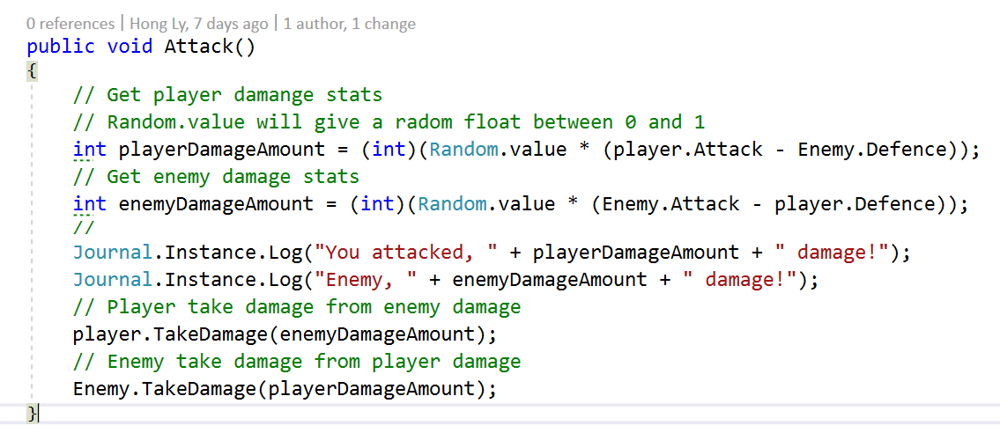 0 references | Hong Ly, 7 days ago | 1 author, 1 change
public void Attack()
{
    // Get player damange stats
    // Random.value will give a radom float between 0 and 1
    int playerDamageAmount = (int)(Random.value * (player.Attack - Enemy.Defence));
    // Get enemy damage stats
    int enemyDamageAmount = (int)(Random.value * (Enemy.Attack - player.Defence));
    //
    Journal.Instance.Log("You attacked, " + playerDamageAmount + " damage!");
    Journal.Instance.Log("Enemy, " + enemyDamageAmount + " damage!");
    // Player take damage from enemy damage
    player.TakeDamage(enemyDamageAmount);
    // Enemy take damage from player damage
    Enemy.TakeDamage(playerDamageAmount);
}